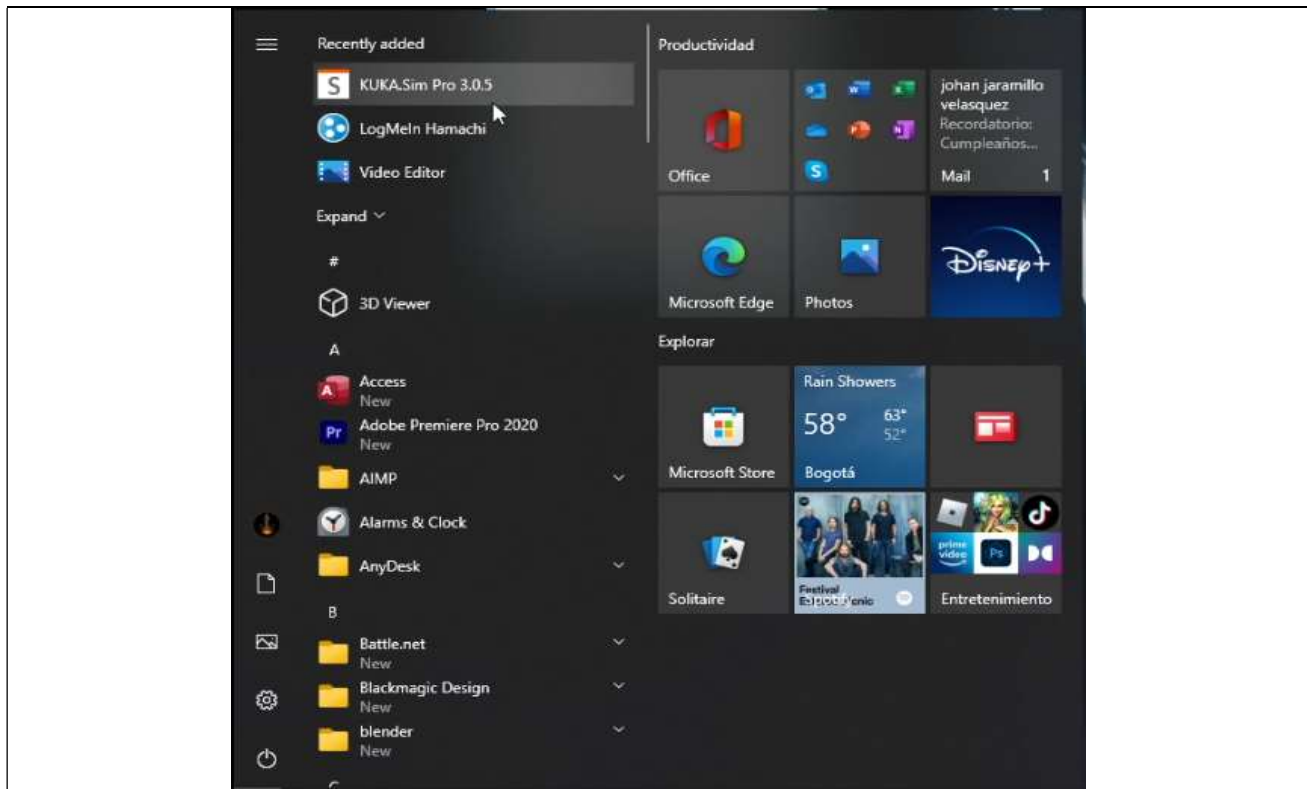 Recently added
KUKA.Sim Pro 3.0.5
LogMeIn Hamachi
Video Editor
Expand
#
3D Viewer
A
Access
New
Adobe Premiere Pro 2020
New
AIMP
Alarms & Clock
AnyDesk
B
Battle.net
New
Blackmagic Design
New
blender
New
Productividad
Office
johan jaramillo
velasquez
Recordatorio:
Cumpleaños...
Mail 1
Microsoft Edge
Photos
Disney+
Explorar
Microsoft Store
Rain Showers
58° 63°
52°
Bogotá
Solitaire
Festival
Spotify
prime
video
Ps
Entretenimiento